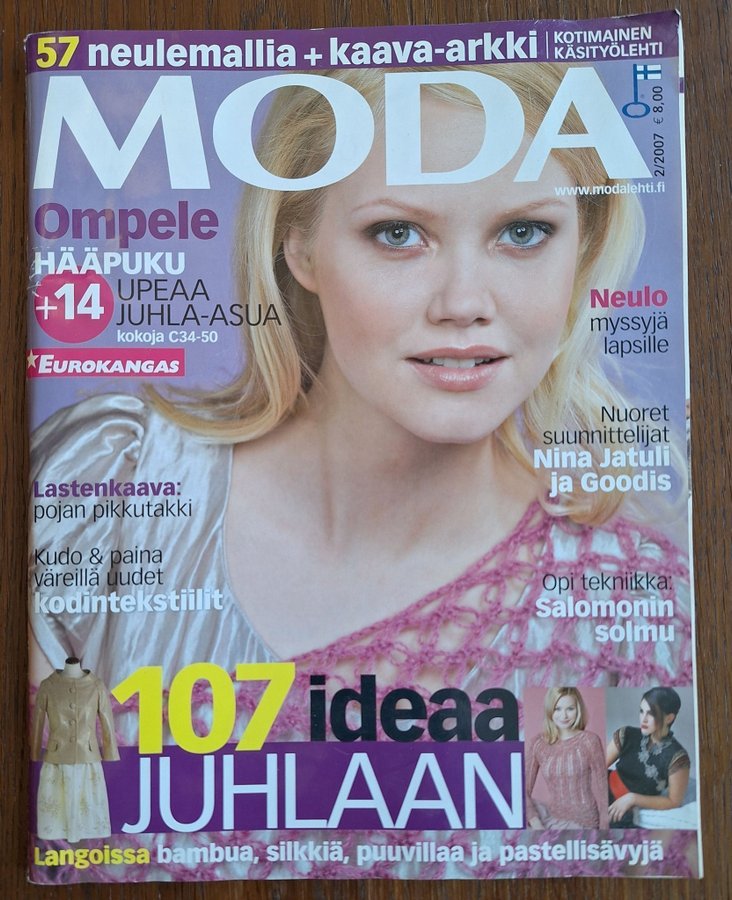 57 neulemallia + kaava-arkki
KOTIMAINEN
KÄSITYÖLEHTI
MODA
2/2007 € 8,00
www.modalehti.fi
Ompele
HÄÄPUKU
+14 UPEAA
JUHLA-ASUA
kokoja C34-50
EUROKANGAS
Neulo
myssyjä
lapsille
Nuoret
suunnittelijat
Nina Jatuli
ja Goodis
Lastenkaava:
pojan pikkutakki
Kudo & paina
väreillä uudet
kodintekstiilit
Opi tekniikka:
Salomonin
solmu
107 ideaa
JUHLAAN
Langoissa bambua, silkkiä, puuvillaa ja pastellisävyjä